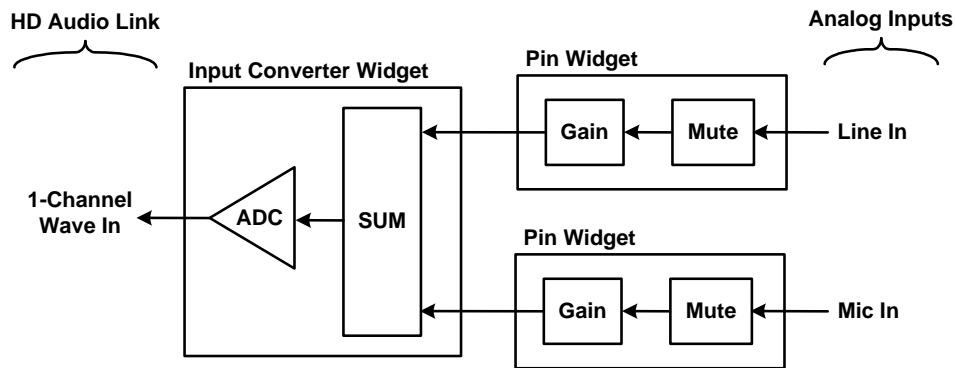 HD Audio Link
Analog Inputs
Input Converter Widget
Pin Widget
Gain
Mute
Line In
1-Channel
Wave In
ADC
SUM
Pin Widget
Gain
Mute
Mic In